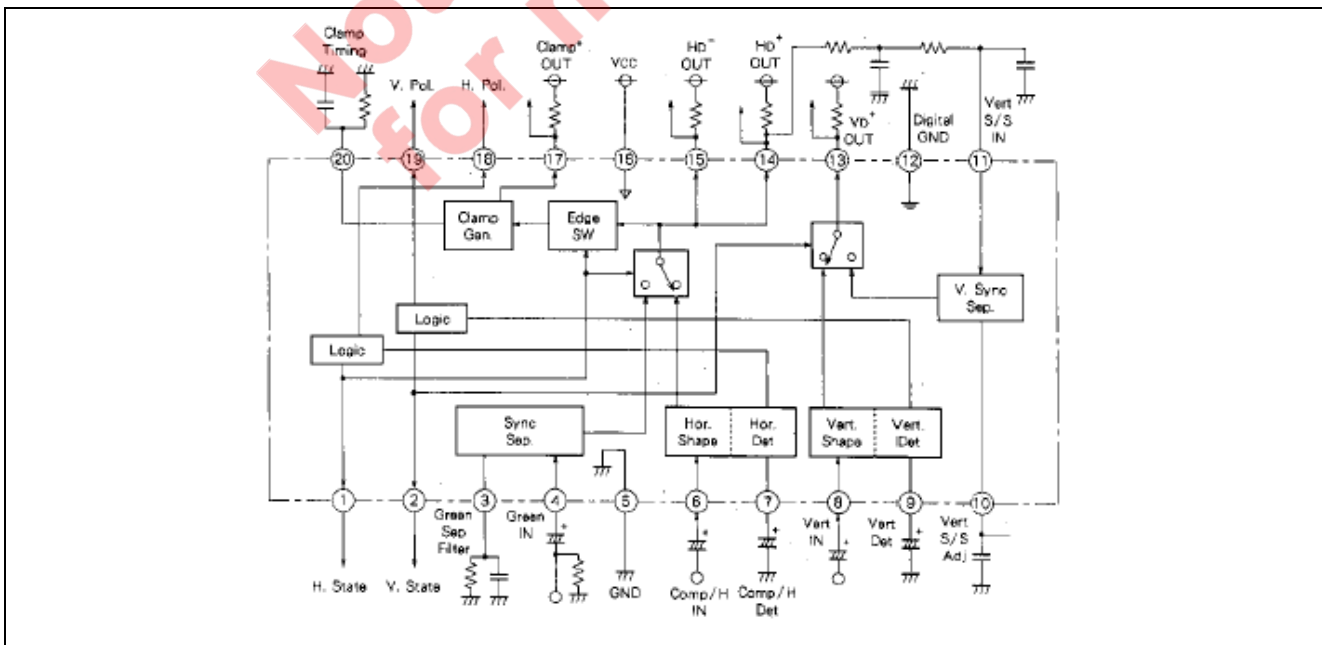 Not
for n
Clamp
Timing
V. Pol.
H. Pol.
Clamp+
OUT
VCC
HD-
OUT
HD+
OUT
VD+
OUT
Digital
GND
Vert
S/S
IN
20
19
18
17
16
15
14
13
12
11
Clamp
Gen.
Edge
SW
V. Sync
Sep.
Logic
Logic
Sync
Sep.
Hor.
Shape
Hor.
Det
Vert.
Shape
Vert.
Det
1
2
3
4
5
6
7
8
9
10
H. State
V. State
Green
Sep
Filter
Green
IN
GND
Comp/H
IN
Comp/H
Det
Vert
IN
Vert
Det
Vert
S/S
Adj